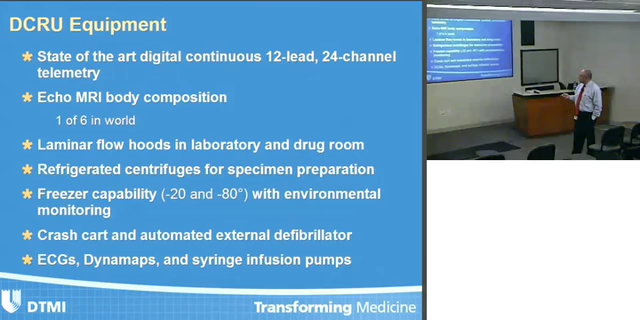 DCRU Equipment
State of the art digital continuous 12-lead, 24-channel
telemetry
Echo MRI body composition
1 of 6 in world
Laminar flow hoods in laboratory and drug room
Refrigerated centrifuges for specimen preparation
Freezer capability (-20 and -80°) with environmental
monitoring
Crash cart and automated external defibrillator
ECGs, Dynamaps, and syringe infusion pumps
DTMI
Transforming Medicine